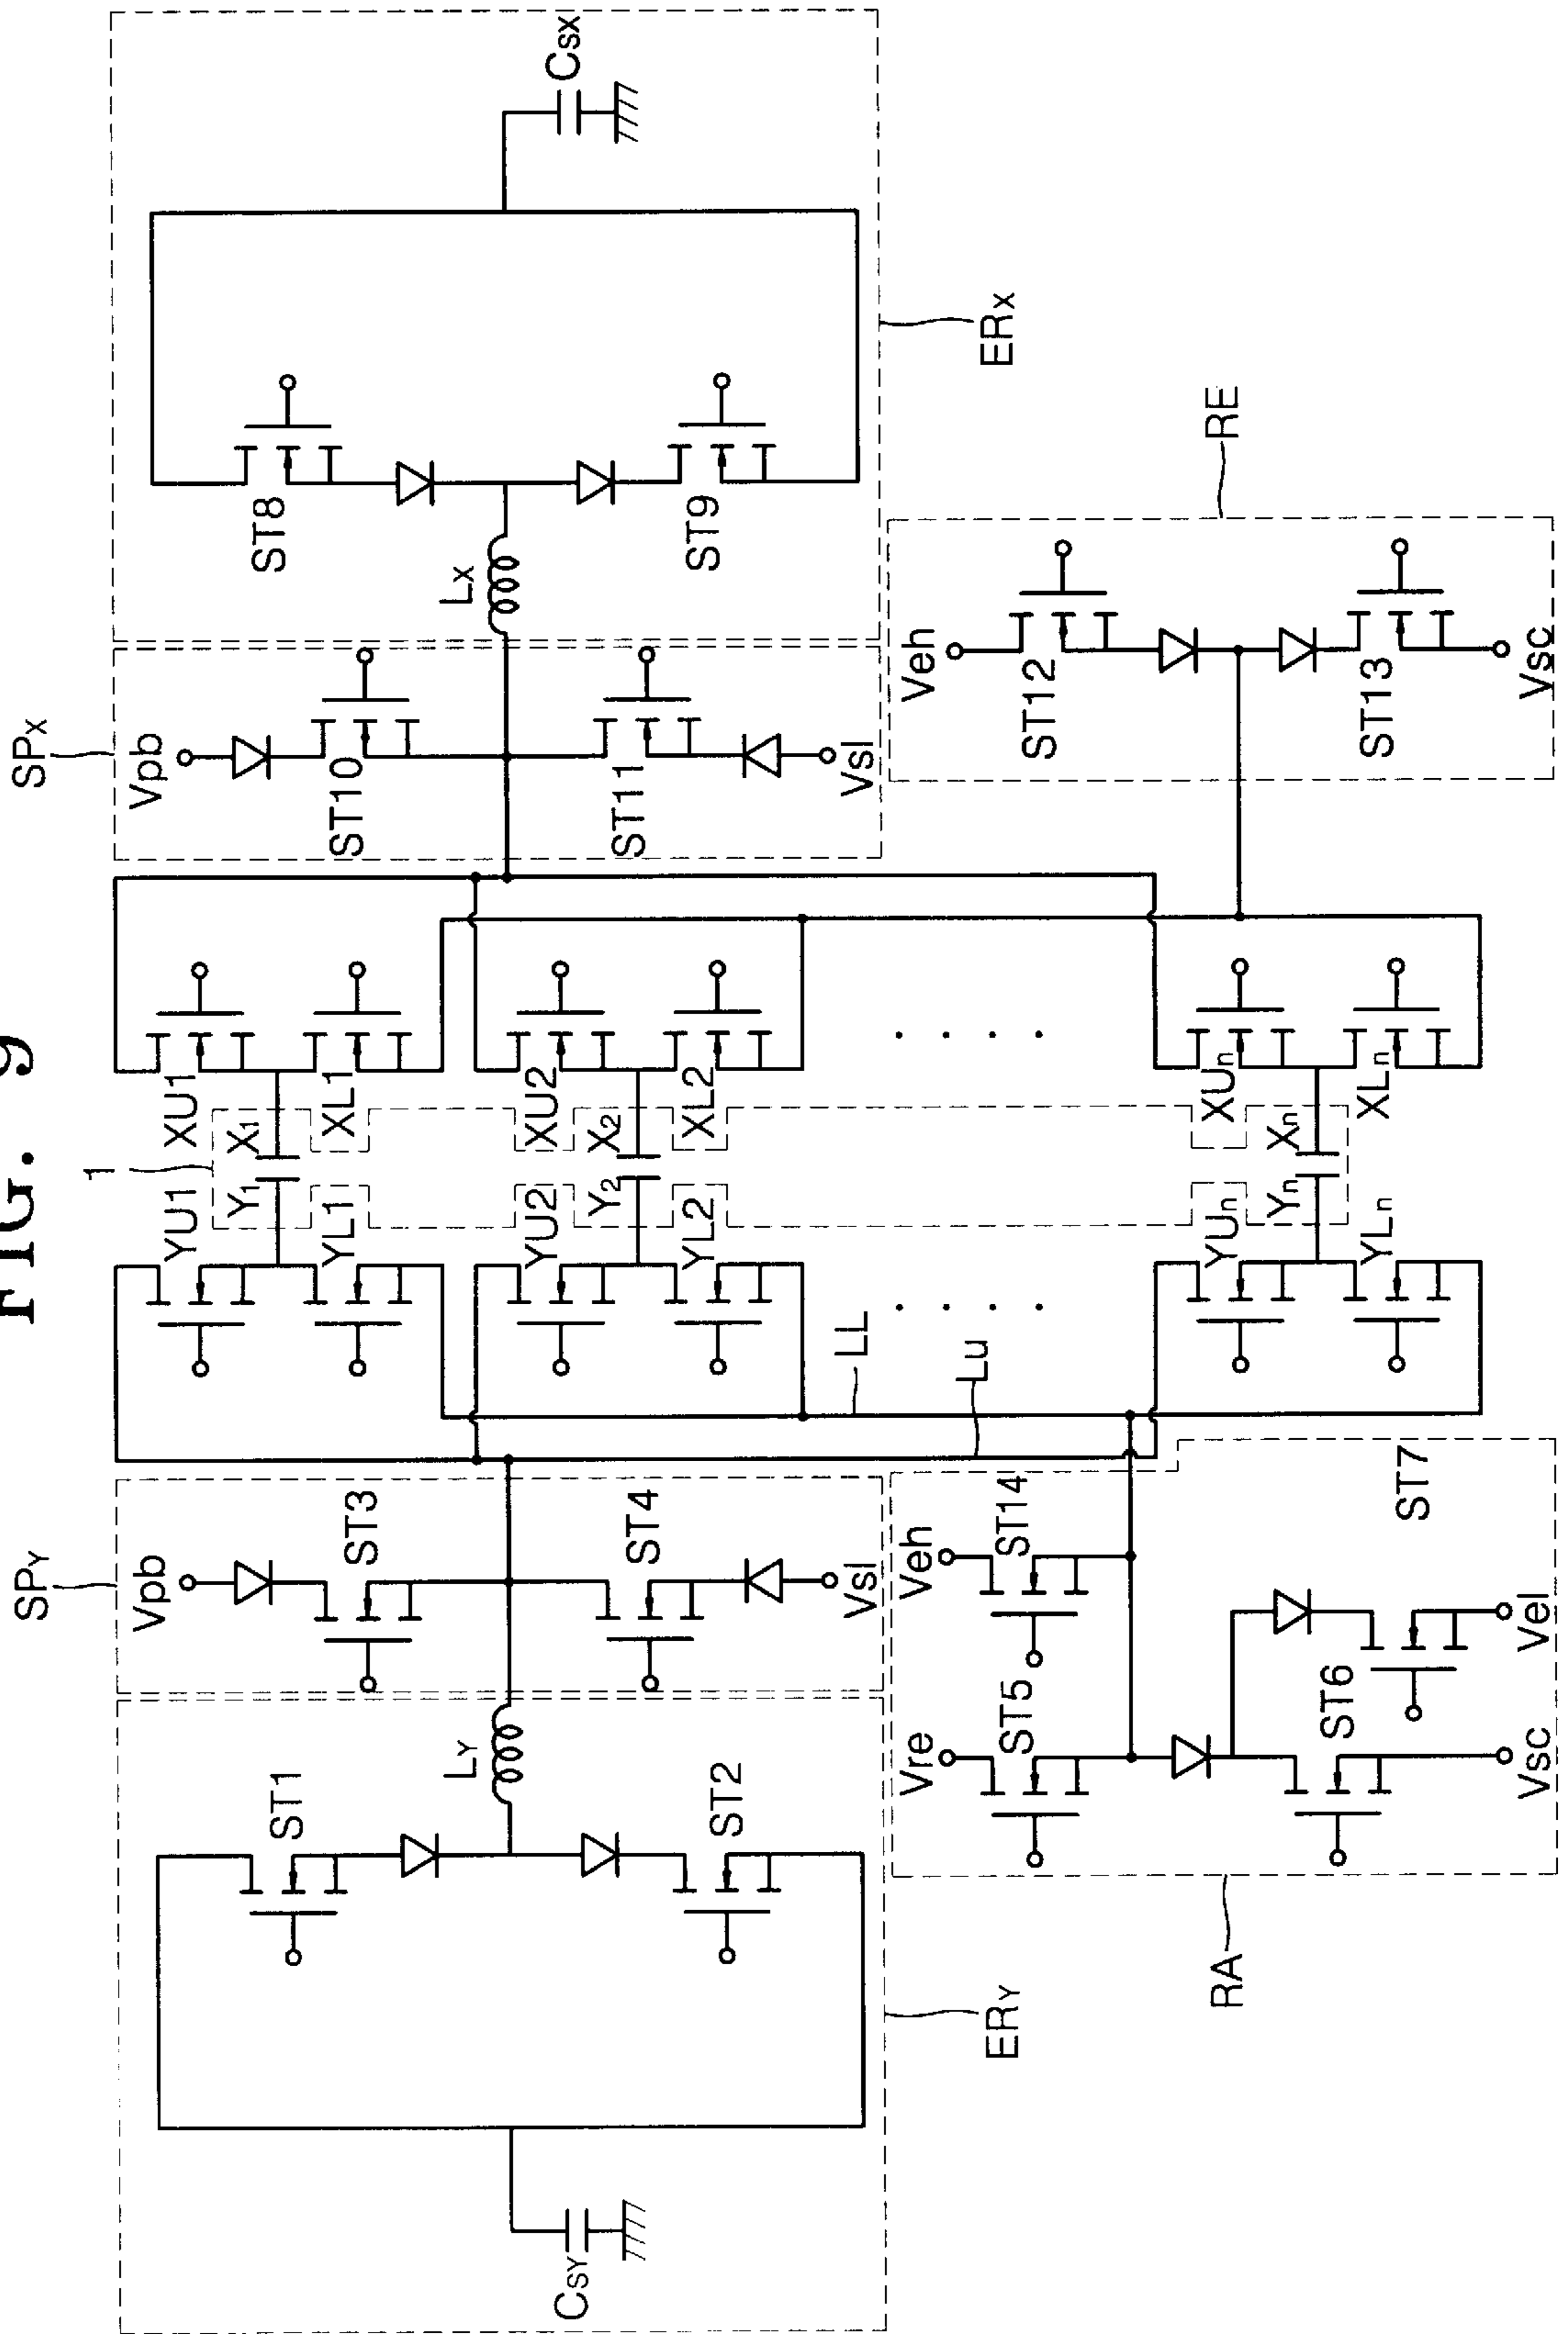 FIG. 9
SPY
SPX
1
Vpb
Vpb
YU1
XU1
Y1
X1
YL1
XL1
ST1
ST3
ST10
ST8
CSY
LY
LX
CSX
YU2
XU2
Y2
X2
YL2
XL2
ST2
ST4
ST11
ST9
Vsl
Vsl
ERY
ERX
LL
Lu
Vre
Veh
Veh
ST5
ST14
ST12
RA
RE
YUn
XUn
Yn
Xn
YLn
XLn
ST6
ST7
ST13
Vsc
Vel
Vsc